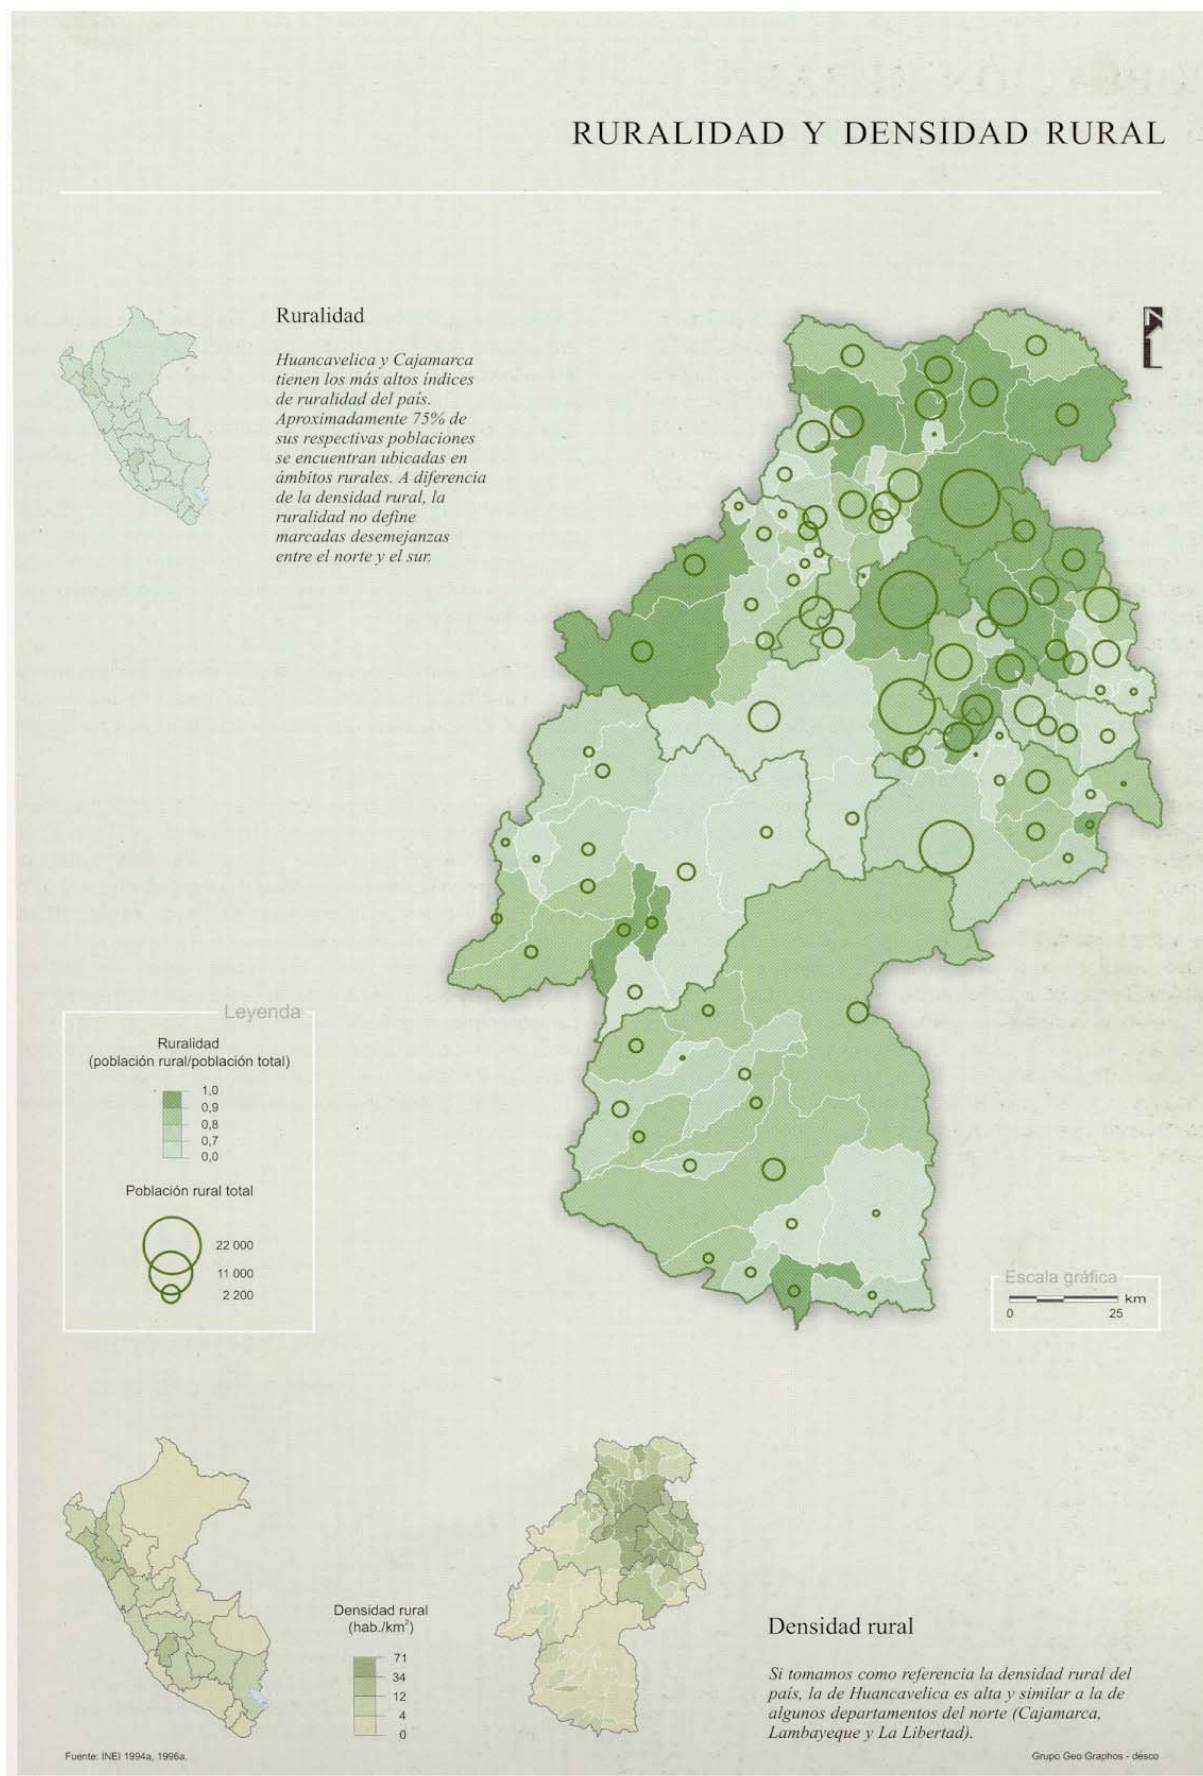 RURALIDAD Y DENSIDAD RURAL
Ruralidad
Huancavelica y Cajamarca
tienen los más altos índices
de ruralidad del país.
Aproximadamente 75% de
sus respectivas poblaciones
se encuentran ubicadas en
ámbitos rurales. A diferencia
de la densidad rural, la
ruralidad no define
marcadas desemejanzas
entre el norte y el sur.
Leyenda
Ruralidad
(población rural/población total)
1,0
0,9
0,8
0,7
0,0
Población rural total
22 000
11 000
2 200
Escala gráfica
km
0 25
Densidad rural
(hab./km²)
71
34
12
4
0
Densidad rural
Si tomamos como referencia la densidad rural del
país, la de Huancavelica es alta y similar a la de
algunos departamentos del norte (Cajamarca,
Lambayeque y La Libertad).
Fuente: INEI 1994a, 1996a.
Grupo Geo Graphos - desco